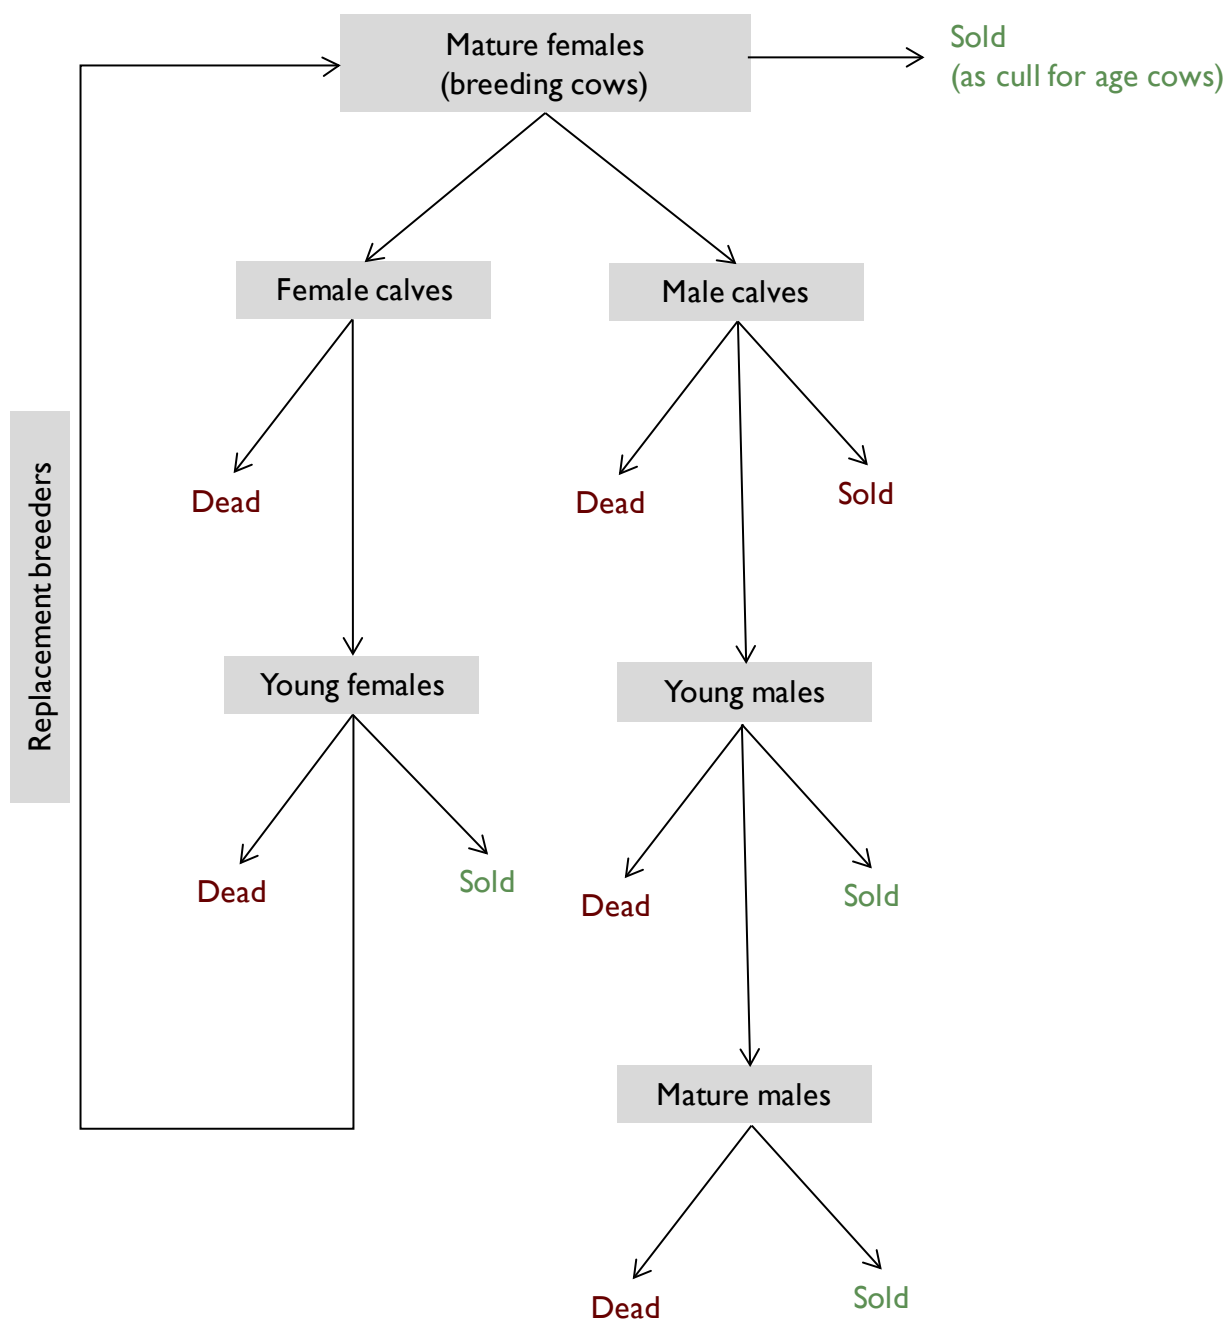 Mature females
(breeding cows)
Sold
(as cull for age cows)
Female calves
Male calves
Dead
Dead
Sold
Replacement breeders
Young females
Young males
Dead
Sold
Dead
Sold
Mature males
Dead
Sold